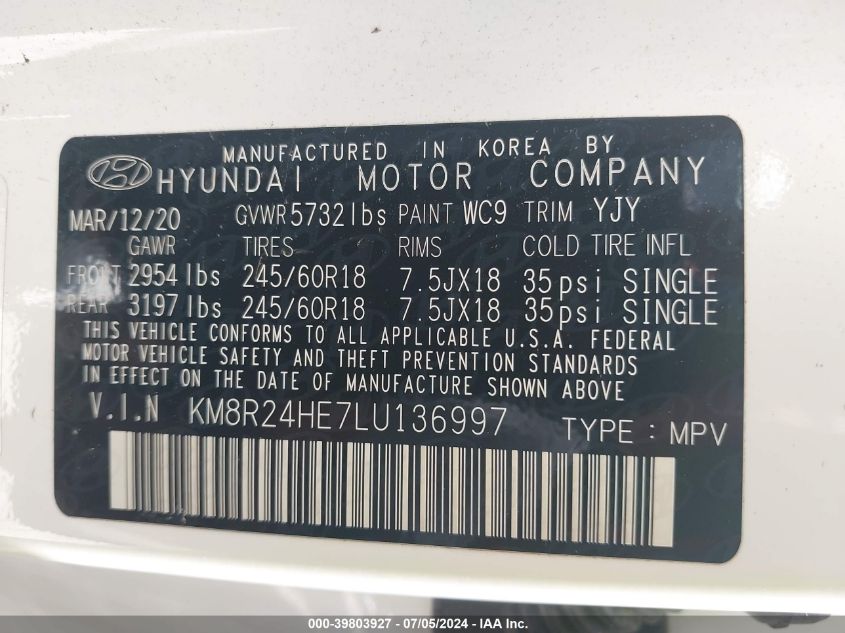 MANUFACTURED IN KOREA BY
HYUNDAI MOTOR COMPANY
MAR/12/20 GVWR 5732 lbs PAINT WC9 TRIM YJY
GAWR TIRES RIMS COLD TIRE INFL
FRONT 2954 lbs 245/60R18 7.5JX18 35psi SINGLE
REAR 3197 lbs 245/60R18 7.5JX18 35psi SINGLE
THIS VEHICLE CONFORMS TO ALL APPLICABLE U.S.A. FEDERAL
MOTOR VEHICLE SAFETY AND THEFT PREVENTION STANDARDS
IN EFFECT ON THE DATE OF MANUFACTURE SHOWN ABOVE
V.I.N KM8R24HE7LU136997 TYPE : MPV
000-39803927 - 07/05/2024 - IAA Inc.